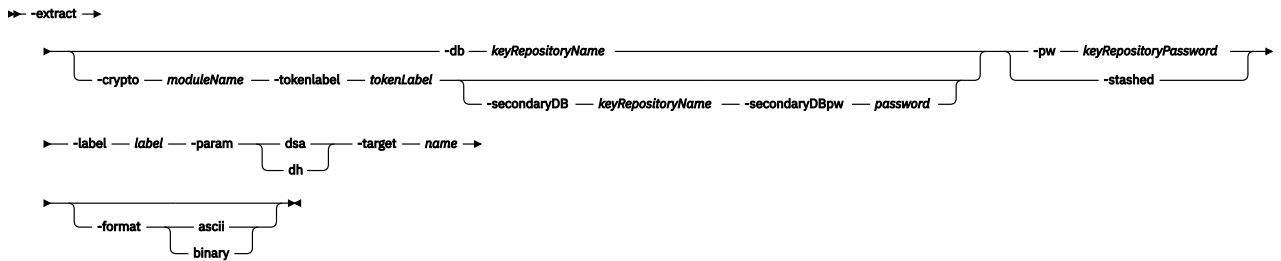 -extract
-db keyRepositoryName -pw keyRepositoryPassword
-crypto moduleName -tokenlabel tokenLabel -stashed
-secondaryDB keyRepositoryName -secondaryDBpw password
-label label -param dsa -target name
dh
-format ascii
binary